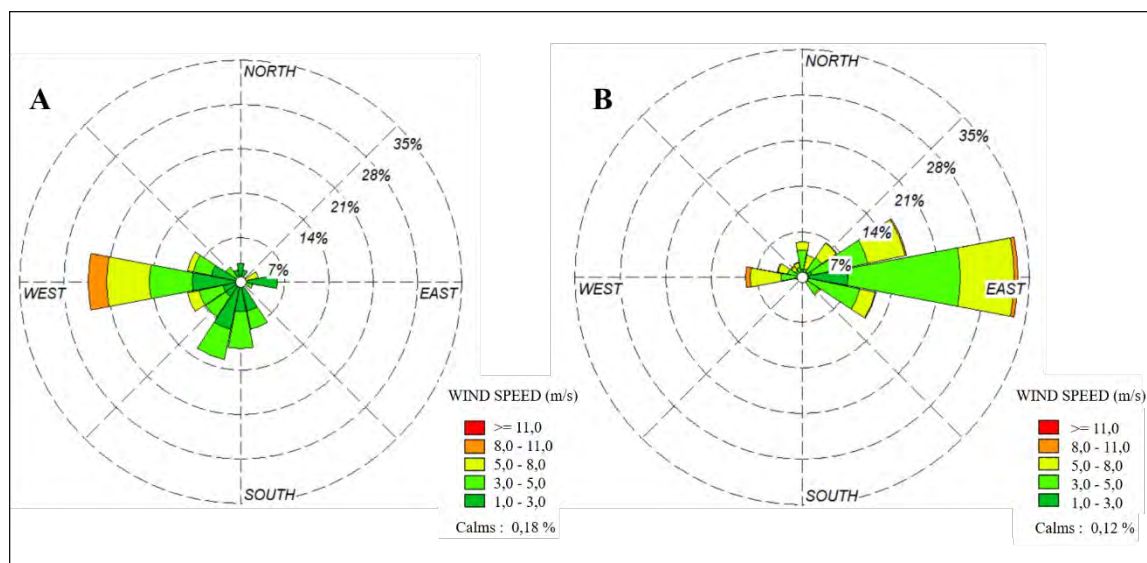 A
NORTH
35%
28%
21%
14%
7%
WEST
EAST
SOUTH
WIND SPEED (m/s)
>= 11,0
8,0 - 11,0
5,0 - 8,0
3,0 - 5,0
1,0 - 3,0
Calms : 0,18 %
B
NORTH
35%
28%
21%
14%
7%
WEST
EAST
SOUTH
WIND SPEED (m/s)
>= 11,0
8,0 - 11,0
5,0 - 8,0
3,0 - 5,0
1,0 - 3,0
Calms : 0,12 %